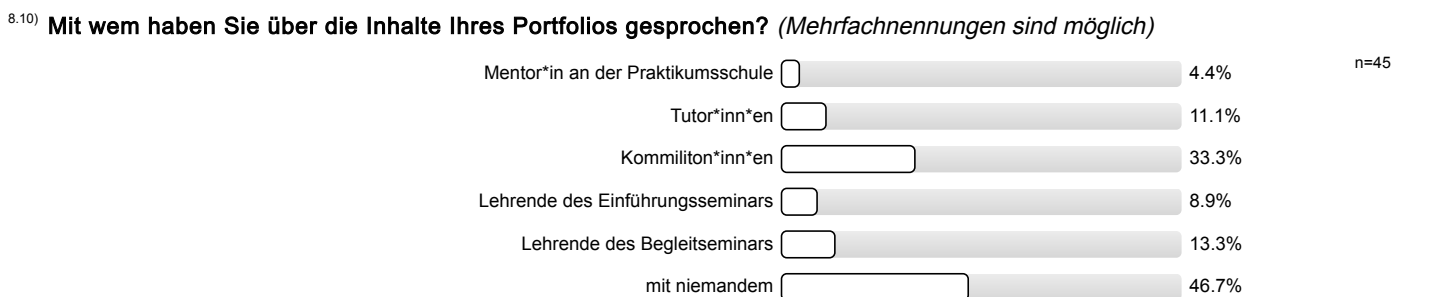 8.10) Mit wem haben Sie über die Inhalte Ihres Portfolios gesprochen? (Mehrfachnennungen sind möglich)
n=45
Mentor*in an der Praktikumsschule 4.4%
Tutor*inn*en 11.1%
Kommiliton*inn*en 33.3%
Lehrende des Einführungsseminars 8.9%
Lehrende des Begleitseminars 13.3%
mit niemandem 46.7%